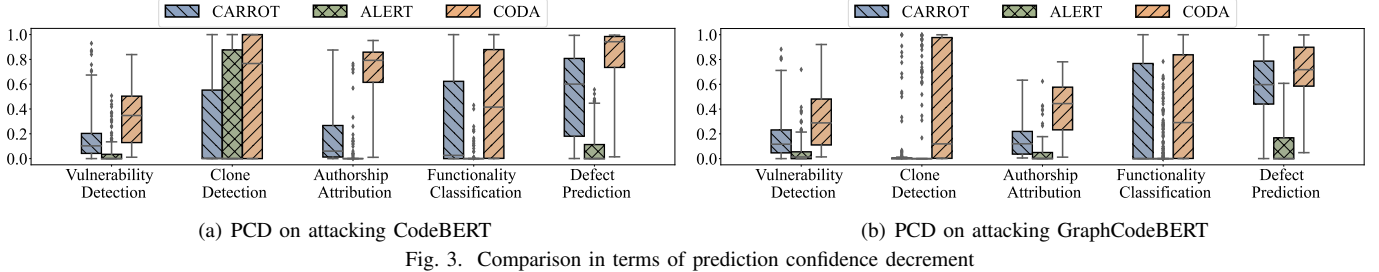 CARROT ALERT CODA
1.0
0.8
0.6
0.4
0.2
0.0
Vulnerability Detection
Clone Detection
Authorship Attribution
Functionality Classification
Defect Prediction
(a) PCD on attacking CodeBERT
CARROT ALERT CODA
1.0
0.8
0.6
0.4
0.2
0.0
Vulnerability Detection
Clone Detection
Authorship Attribution
Functionality Classification
Defect Prediction
(b) PCD on attacking GraphCodeBERT
Fig. 3. Comparison in terms of prediction confidence decrement